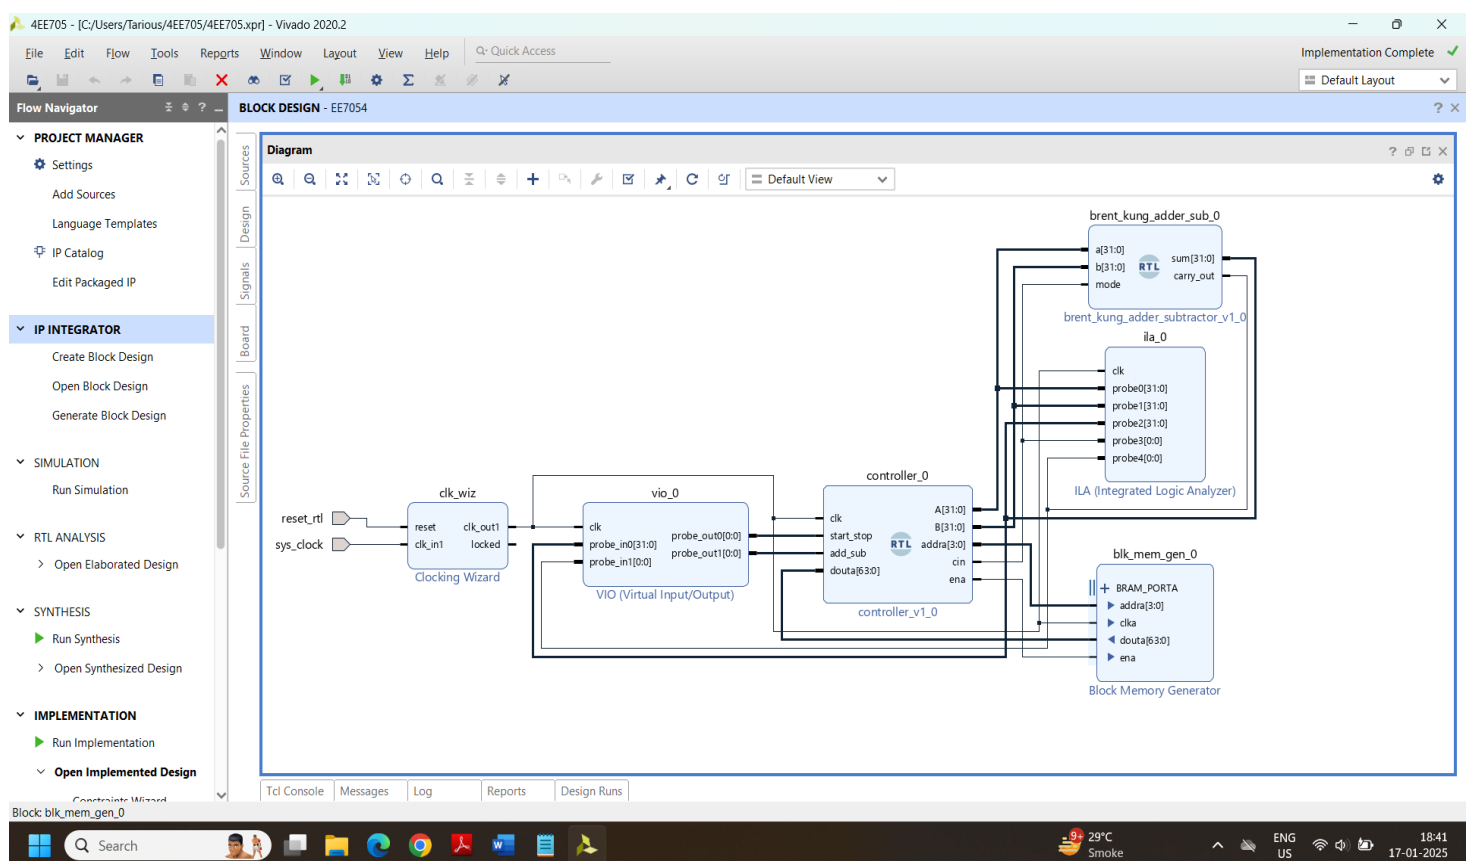 4EE705 - [C:/Users/Tarious/4EE705/4EE705.xpr] - Vivado 2020.2
File Edit Flow Tools Reports Window Layout View Help Quick Access
Implementation Complete
Default Layout
Flow Navigator
BLOCK DESIGN - EE7054
PROJECT MANAGER
Settings
Add Sources
Language Templates
IP Catalog
Edit Packaged IP
IP INTEGRATOR
Create Block Design
Open Block Design
Generate Block Design
SIMULATION
Run Simulation
RTL ANALYSIS
Open Elaborated Design
SYNTHESIS
Run Synthesis
Open Synthesized Design
IMPLEMENTATION
Run Implementation
Open Implemented Design
Constraints Wizard
Sources
Design
Signals
Board
Source File Properties
Diagram
Default View
brent_kung_adder_sub_0
a[31:0]
b[31:0]
mode
RTL
sum[31:0]
carry_out
brent_kung_adder_subtractor_v1_0
ila_0
clk
probe0[31:0]
probe1[31:0]
probe2[31:0]
probe3[0:0]
probe4[0:0]
ILA (Integrated Logic Analyzer)
reset_rtl
sys_clock
clk_wiz
reset
clk_in1
clk_out1
locked
Clocking Wizard
vio_0
clk
probe_in0[31:0]
probe_in1[0:0]
probe_out0[0:0]
probe_out1[0:0]
VIO (Virtual Input/Output)
controller_0
clk
start_stop
add_sub
douta[63:0]
RTL
A[31:0]
B[31:0]
addra[3:0]
cin
ena
controller_v1_0
blk_mem_gen_0
BRAM_PORTA
addra[3:0]
clka
douta[63:0]
ena
Block Memory Generator
Tcl Console Messages Log Reports Design Runs
Block: blk_mem_gen_0
Search
9+
29°C
Smoke
ENG
US
18:41
17-01-2025